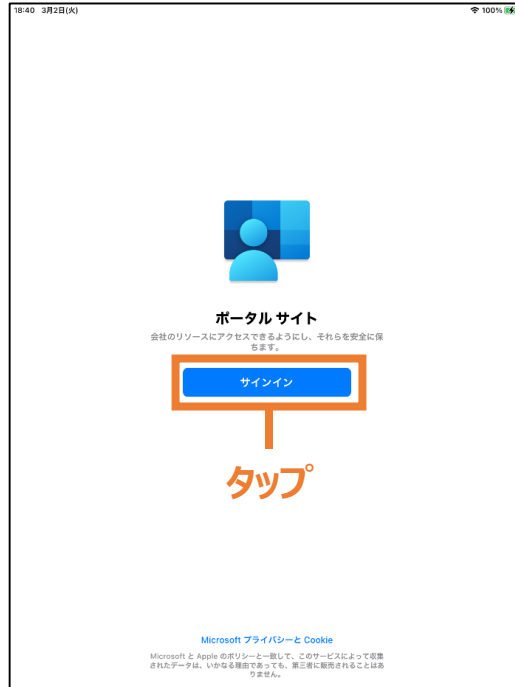 18:40 3月2日(火)
100%
ポータル サイト
会社のリソースにアクセスできるようにし、それらを安全に保
ちます。
サインイン
タップ
Microsoft プライバシーと Cookie
Microsoft と Apple のポリシーと一致して、このサービスによって収集
されたデータは、いかなる理由であっても、第三者に販売されることはあ
りません。